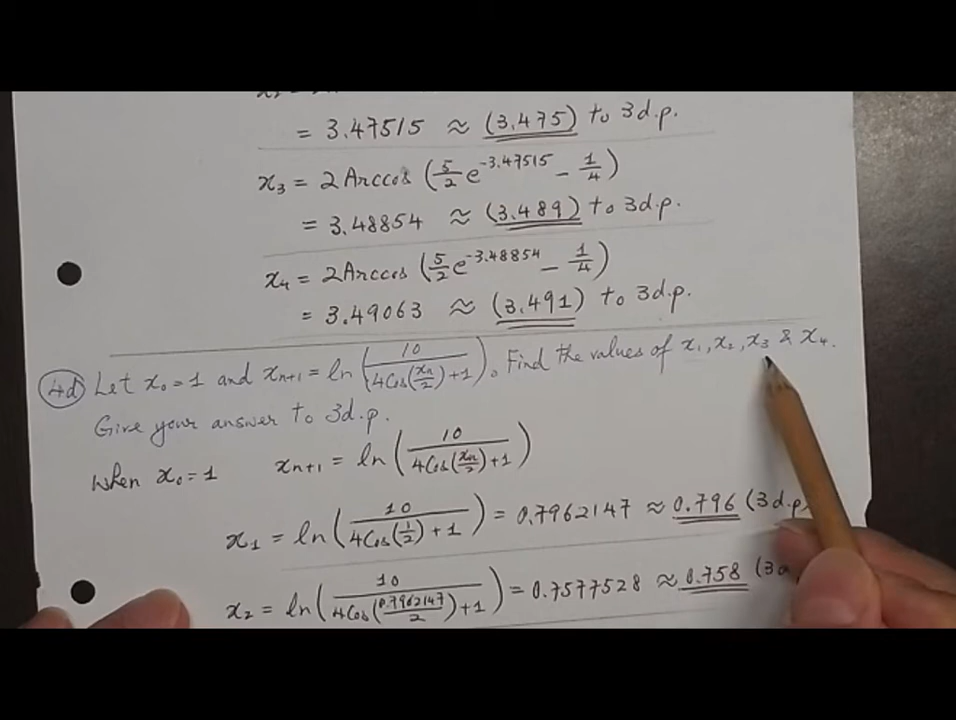 = 3.47515 ≈ (3.475) to 3d.p.
x₃ = 2Arccos (5/2 e^-3.47515 - 1/4)
= 3.48854 ≈ (3.489) to 3d.p.
x₄ = 2Arccos (5/2 e^-3.48854 - 1/4)
= 3.49063 ≈ (3.491) to 3d.p.
4d Let x₀=1 and xn+1 = ln(10/(4Cos(xn/2)+1)). Find the values of x₁, x₂, x₃ & x₄.
Give your answer to 3d.p.
When x₀=1 xn+1 = ln(10/(4Cos(xn/2)+1))
x₁ = ln(10/(4Cos(1/2)+1)) = 0.7962147 ≈ 0.796 (3d.p
x₂ = ln(10/(4Cos(0.7962147/2)+1)) = 0.7577528 ≈ 0.758 (3